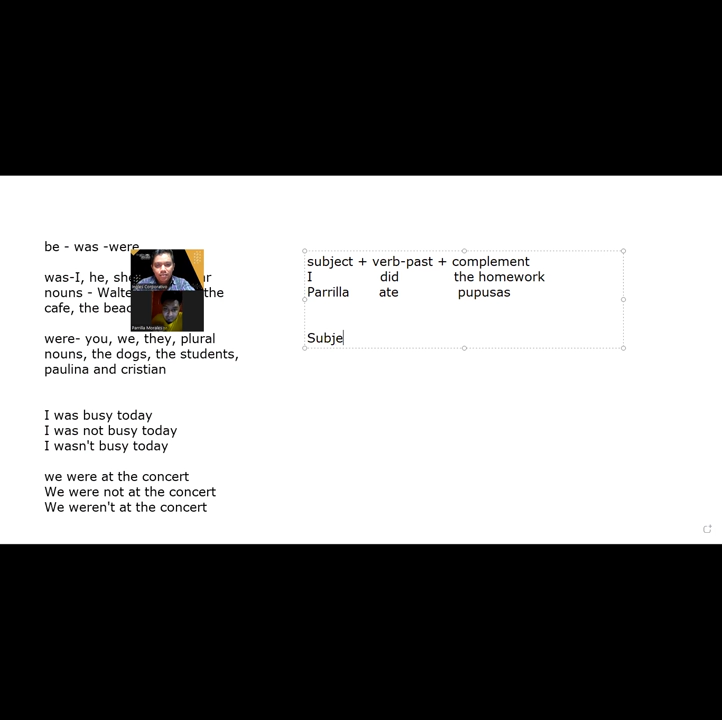 be - was -were
was-I, he, she
nouns - Walte the
cafe, the beac
were- you, we, they, plural
nouns, the dogs, the students,
paulina and cristian
I was busy today
I was not busy today
I wasn't busy today
we were at the concert
We were not at the concert
We weren't at the concert
Parrilla Morales
subject + verb-past + complement
I did the homework
Parrilla ate pupusas
Subje